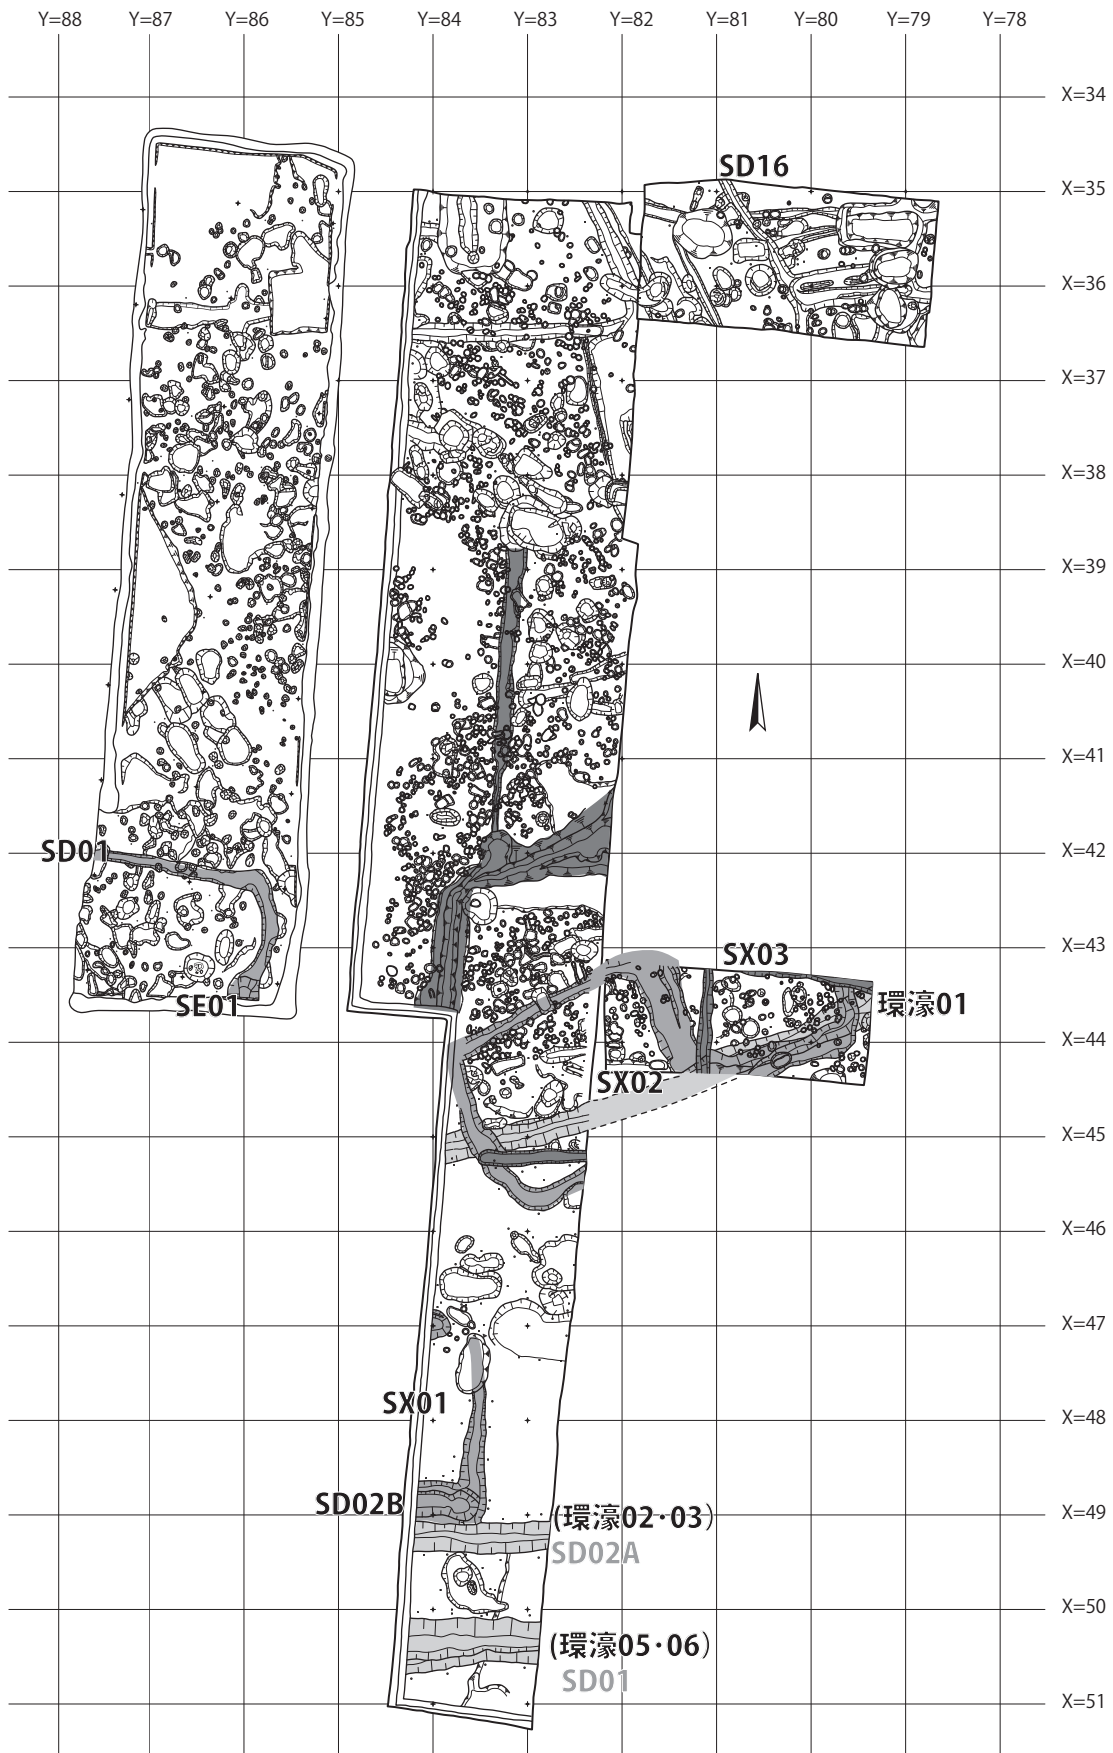 Y=88 Y=87 Y=86 Y=85 Y=84 Y=83 Y=82 Y=81 Y=80 Y=79 Y=78
X=34
SD16
X=35
X=36
X=37
X=38
X=39
X=40
X=41
SD01
X=42
X=43
SX03
SE01
環濠01
X=44
SX02
X=45
X=46
X=47
SX01
X=48
SD02B
X=49
(環濠02・03)
SD02A
X=50
(環濠05・06)
SD01
X=51